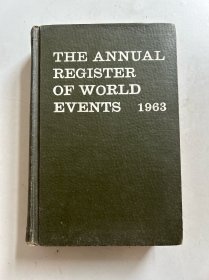 THE ANNUAL
REGISTER
OF WORLD
EVENTS 1963